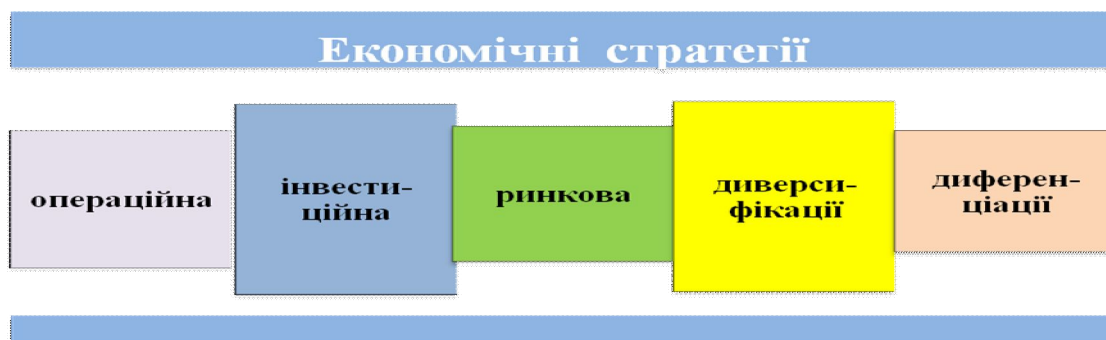 Економічні стратегії
операційна
інвести-
ційна
ринкова
диверси-
фікації
диферен-
ціації